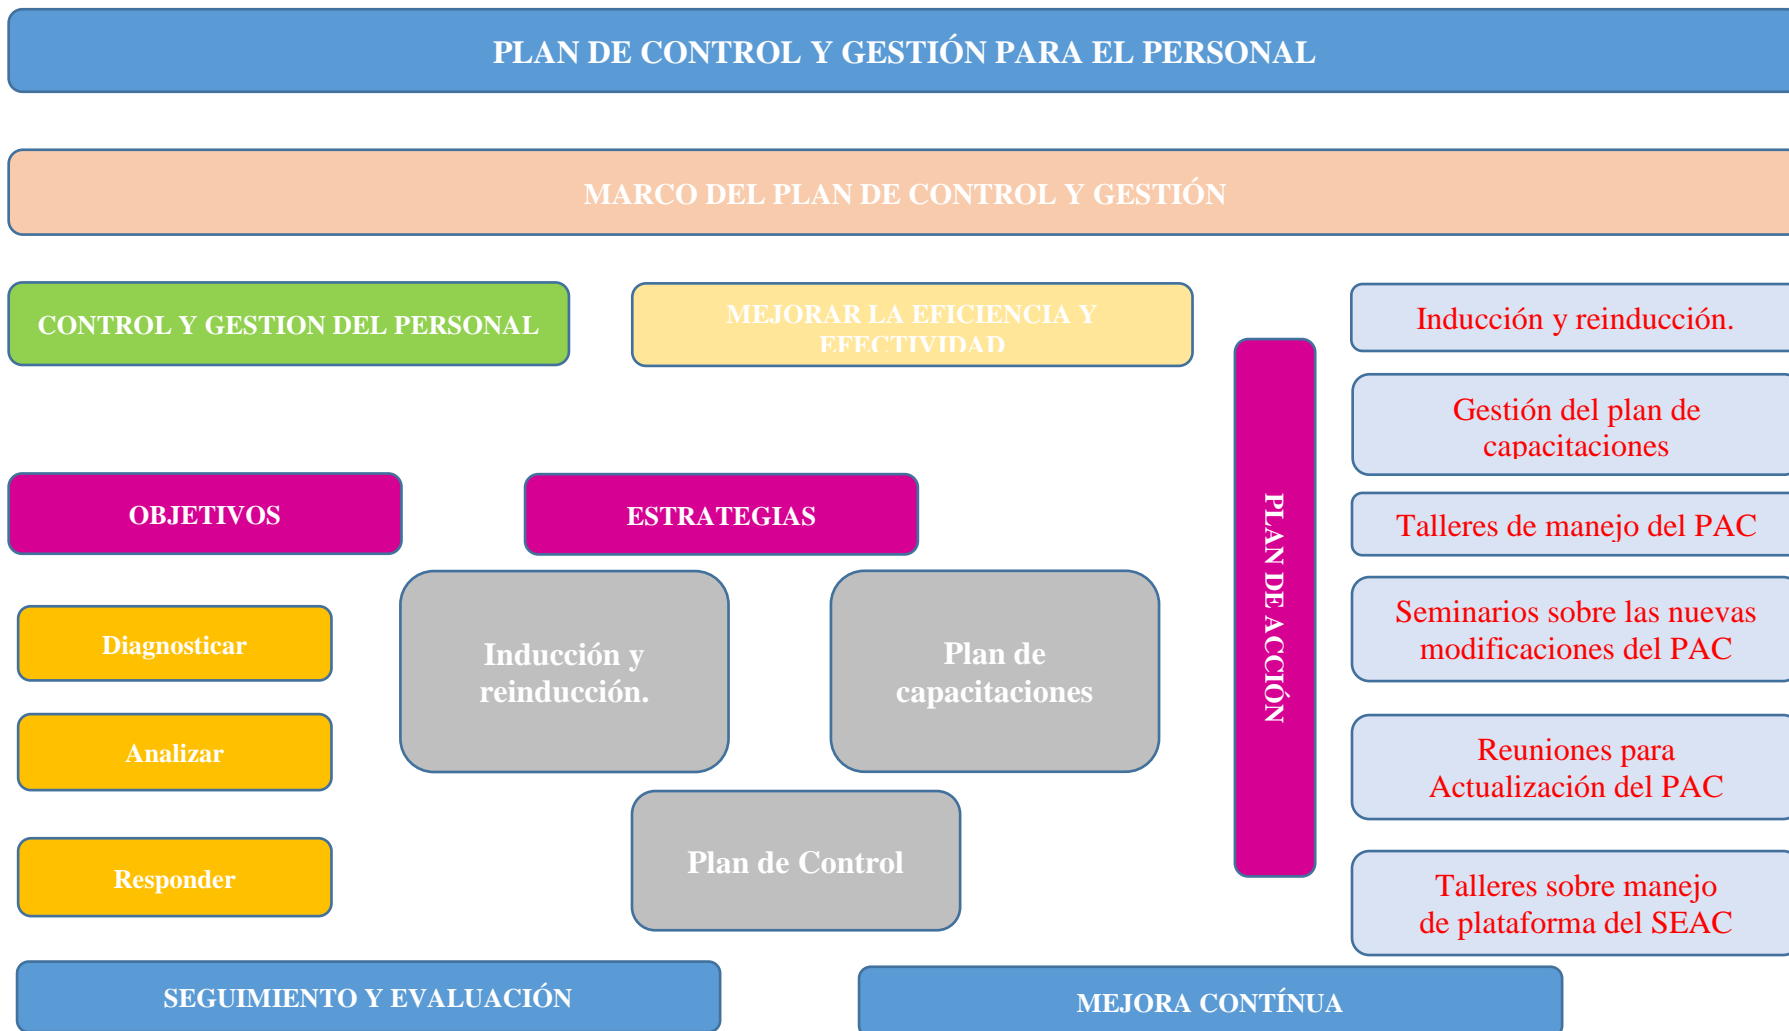 PLAN DE CONTROL Y GESTIÓN PARA EL PERSONAL
MARCO DEL PLAN DE CONTROL Y GESTIÓN
CONTROL Y GESTION DEL PERSONAL
MEJORAR LA EFICIENCIA Y
EFECTIVIDAD
OBJETIVOS
ESTRATEGIAS
Diagnosticar
Analizar
Responder
Inducción y
reinducción.
Plan de
capacitaciones
Plan de Control
PLAN DE ACCIÓN
Inducción y reinducción.
Gestión del plan de
capacitaciones
Talleres de manejo del PAC
Seminarios sobre las nuevas
modificaciones del PAC
Reuniones para
Actualización del PAC
Talleres sobre manejo
de plataforma del SEAC
SEGUIMIENTO Y EVALUACIÓN
MEJORA CONTÍNUA